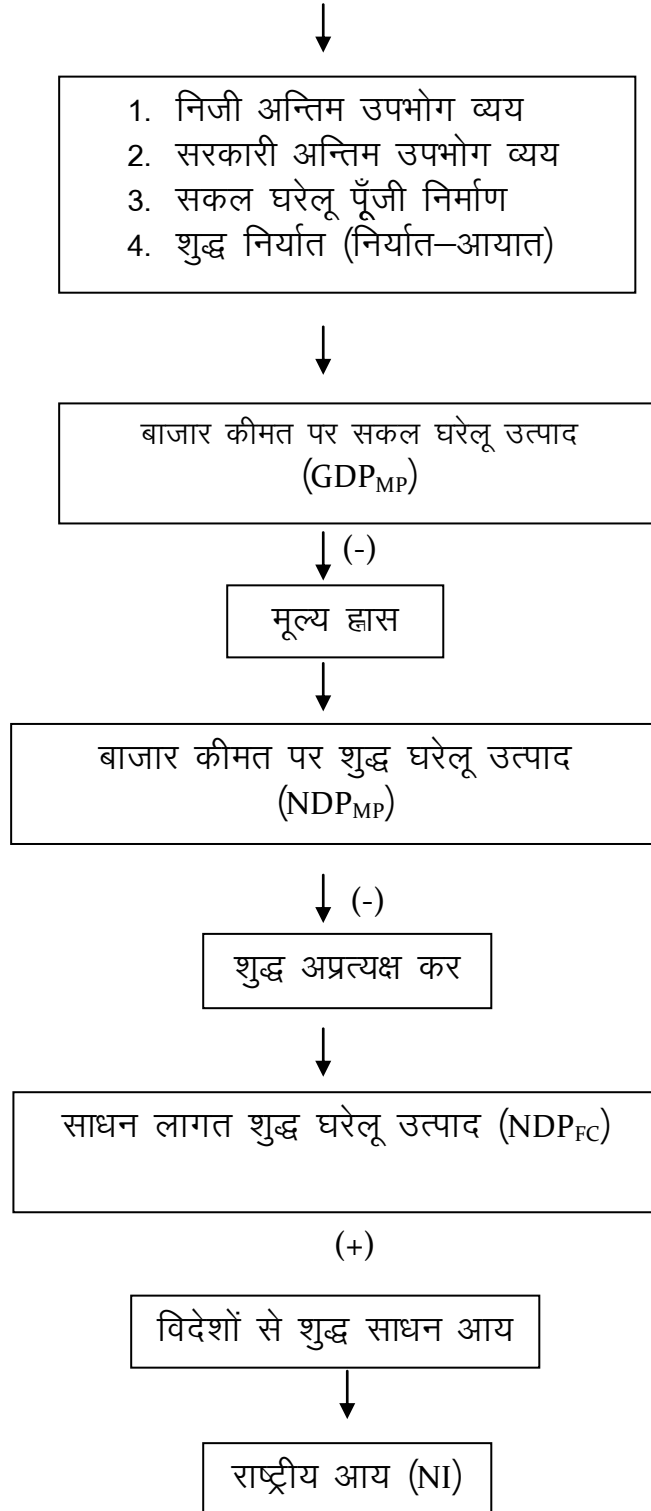 1. निजी अन्तिम उपभोग व्यय
2. सरकारी अन्तिम उपभोग व्यय
3. सकल घरेलू पूँजी निर्माण
4. शुद्ध निर्यात (निर्यात–आयात)
बाजार कीमत पर सकल घरेलू उत्पाद
(GDPMP)
(-)
मूल्य ह्लास
बाजार कीमत पर शुद्ध घरेलू उत्पाद
(NDPMP)
(-)
शुद्ध अप्रत्यक्ष कर
साधन लागत शुद्ध घरेलू उत्पाद (NDPFC)
(+)
विदेशों से शुद्ध साधन आय
राष्ट्रीय आय (NI)